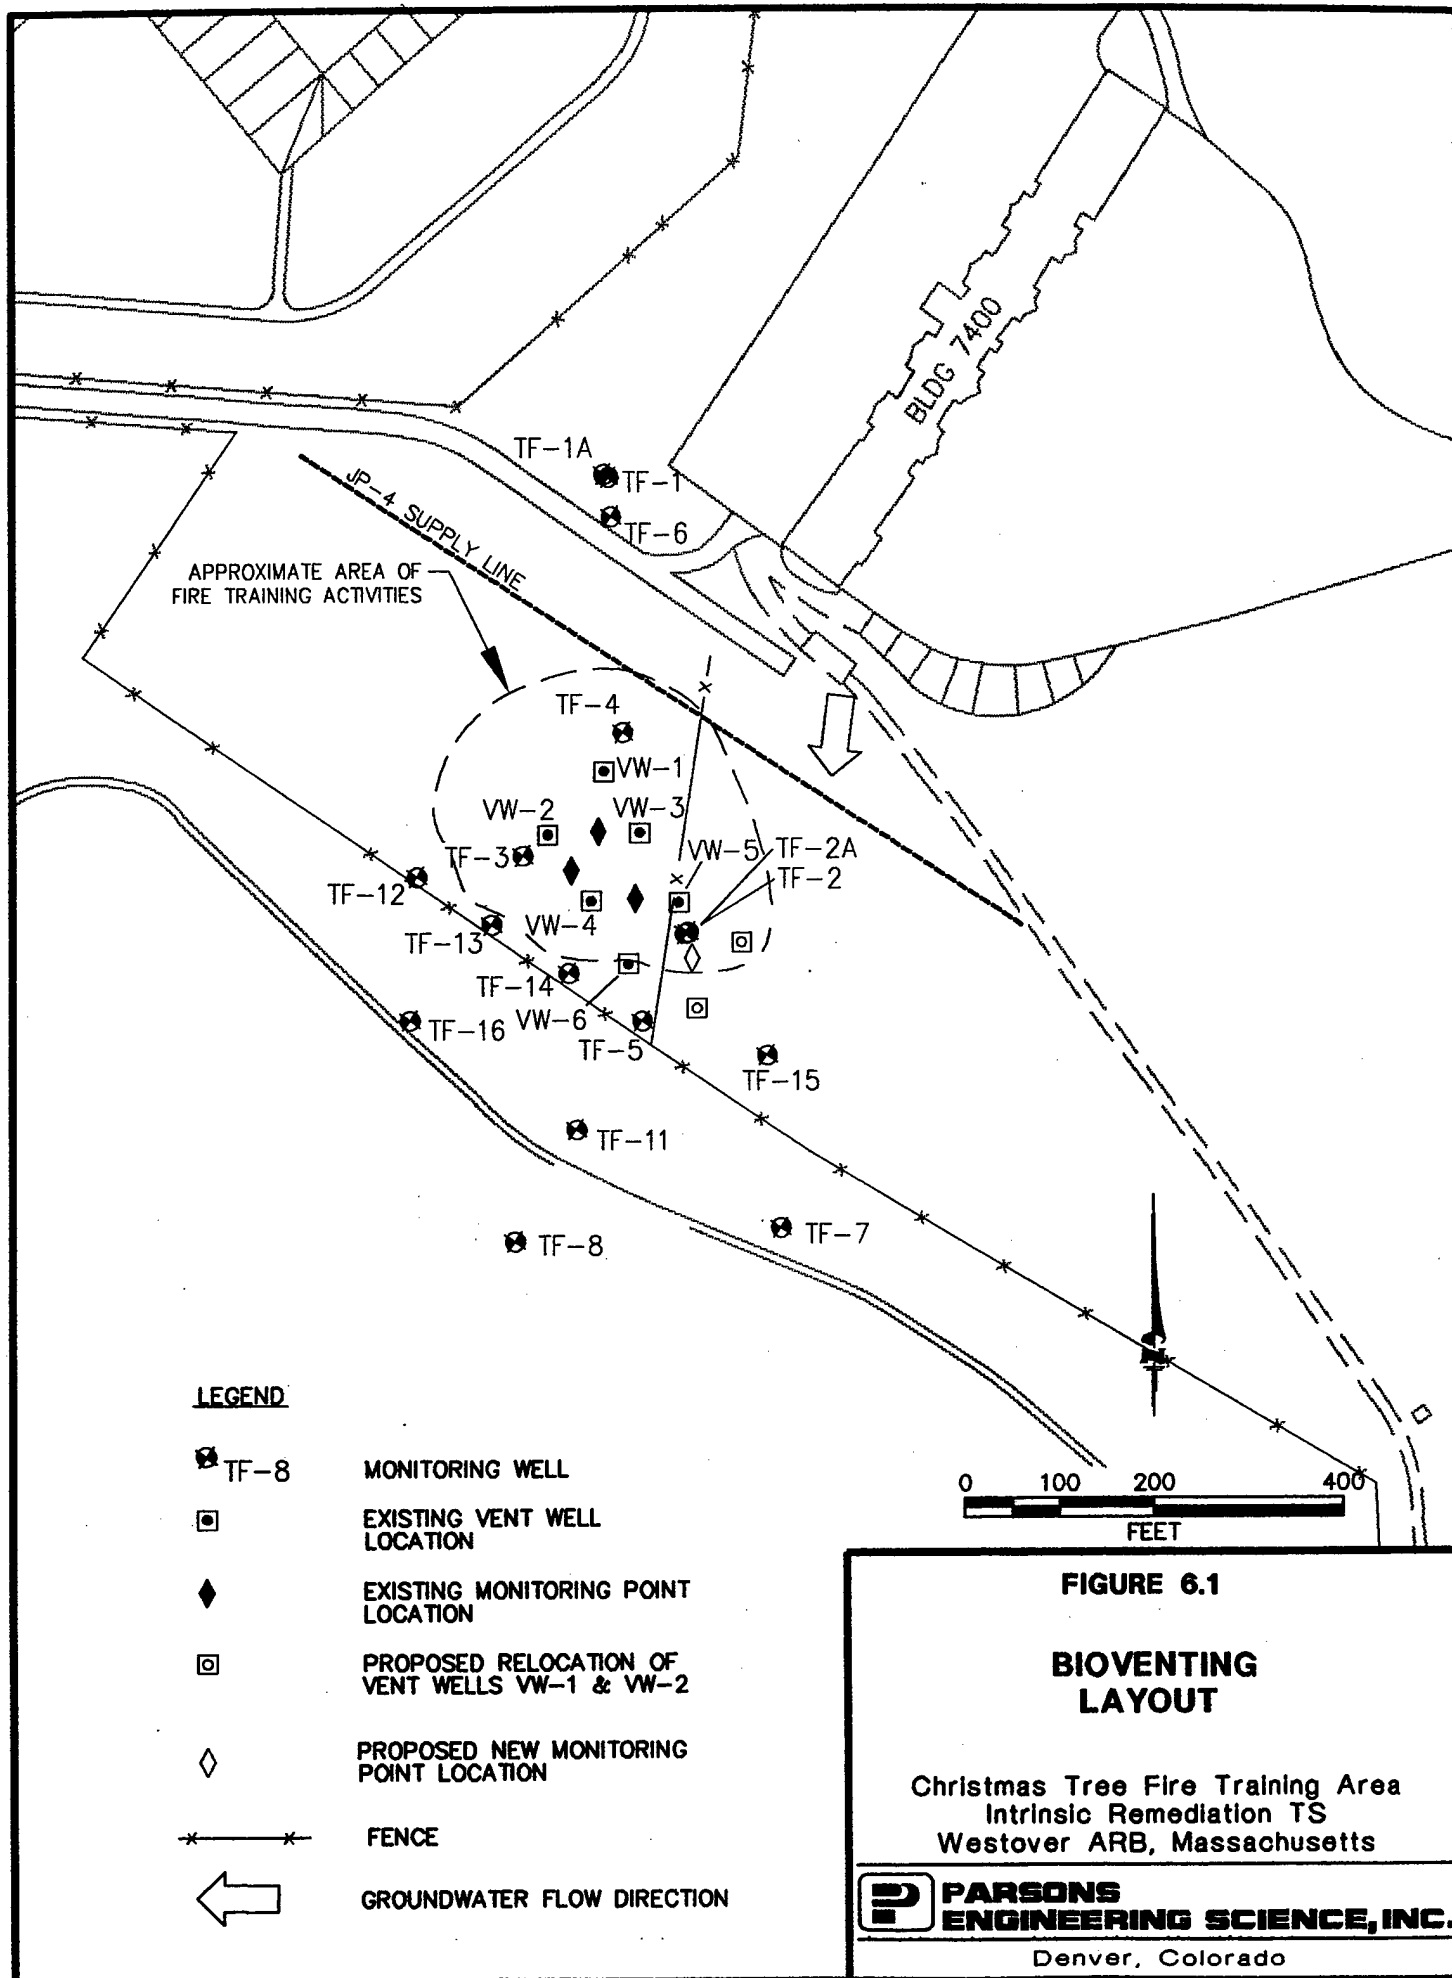 BLDG 7400
TF-1A
TF-1
TF-6
JP-4 SUPPLY LINE
APPROXIMATE AREA OF
FIRE TRAINING ACTIVITIES
TF-4
VW-1
VW-2
VW-3
TF-3
VW-5
TF-2A
TF-2
TF-12
VW-4
TF-13
TF-14
VW-6
TF-16
TF-5
TF-15
TF-11
TF-7
TF-8
LEGEND
TF-8 MONITORING WELL
EXISTING VENT WELL
LOCATION
EXISTING MONITORING POINT
LOCATION
PROPOSED RELOCATION OF
VENT WELLS VW-1 & VW-2
PROPOSED NEW MONITORING
POINT LOCATION
FENCE
GROUNDWATER FLOW DIRECTION
0 100 200 400
FEET
FIGURE 6.1
BIOVENTING
LAYOUT
Christmas Tree Fire Training Area
Intrinsic Remediation TS
Westover ARB, Massachusetts
PARSONS
ENGINEERING SCIENCE, INC.
Denver, Colorado